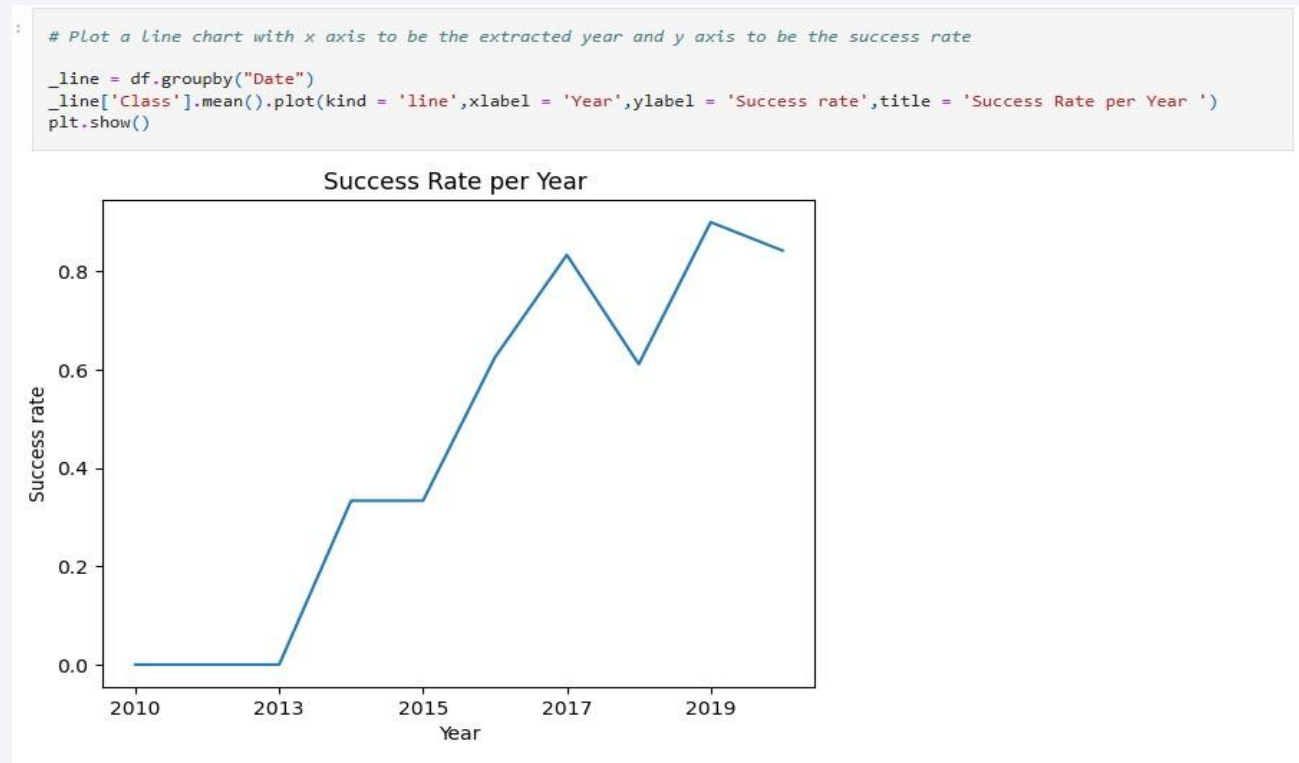 :
# Plot a line chart with x axis to be the extracted year and y axis to be the success rate
_line = df.groupby("Date")
_line['Class'].mean().plot(kind = 'line',xlabel = 'Year',ylabel = 'Success rate',title = 'Success Rate per Year ')
plt.show()
Success Rate per Year
0.8
0.6
0.4
0.2
0.0
Success rate
2010 2013 2015 2017 2019
Year